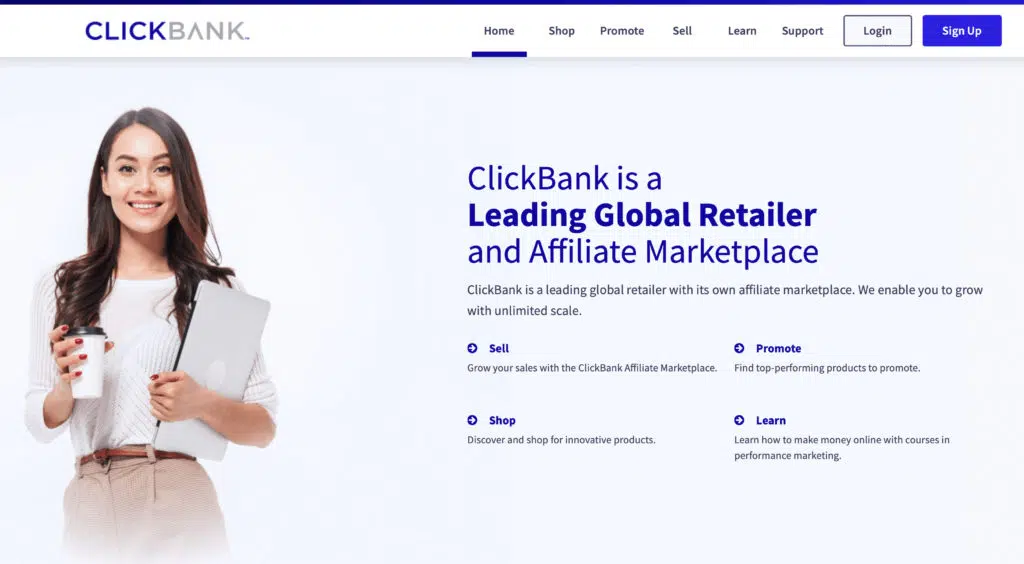 CLICKBANK™
Home
Shop
Promote
Sell
Learn
Support
Login
Sign Up
ClickBank is a
Leading Global Retailer
and Affiliate Marketplace
ClickBank is a leading global retailer with its own affiliate marketplace. We enable you to grow
with unlimited scale.
Sell
Grow your sales with the ClickBank Affiliate Marketplace.
Promote
Find top-performing products to promote.
Shop
Discover and shop for innovative products.
Learn
Learn how to make money online with courses in
performance marketing.